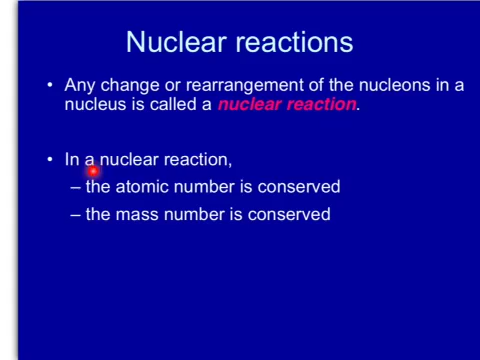 Nuclear reactions
• Any change or rearrangement of the nucleons in a
nucleus is called a nuclear reaction.
• In a nuclear reaction,
– the atomic number is conserved
– the mass number is conserved